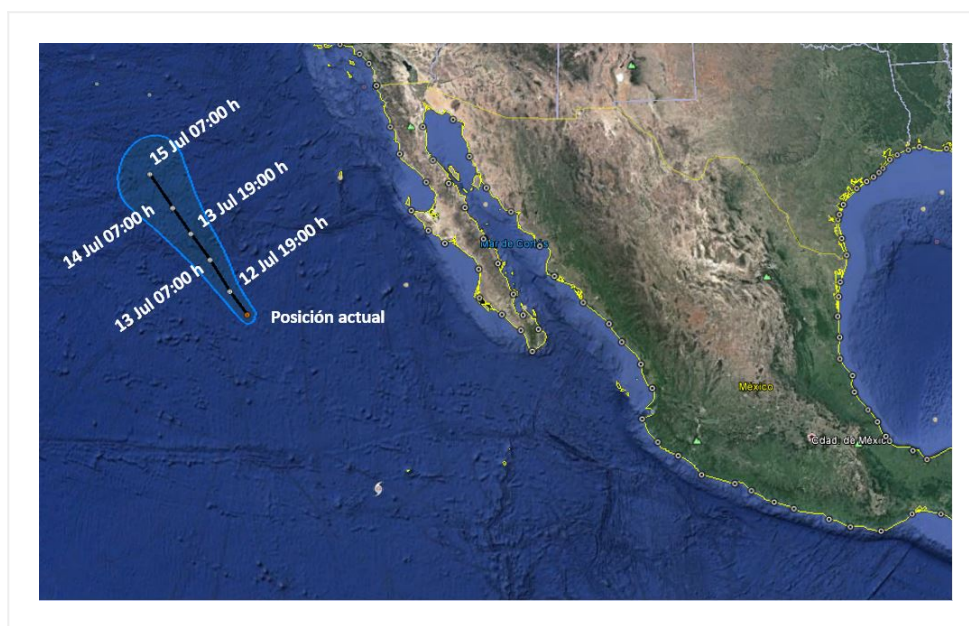 15 Jul 07:00 h
14 Jul 07:00 h
13 Jul 19:00 h
13 Jul 07:00 h
12 Jul 19:00 h
Posición actual
Mar de Cortés
México
Cdad. de México